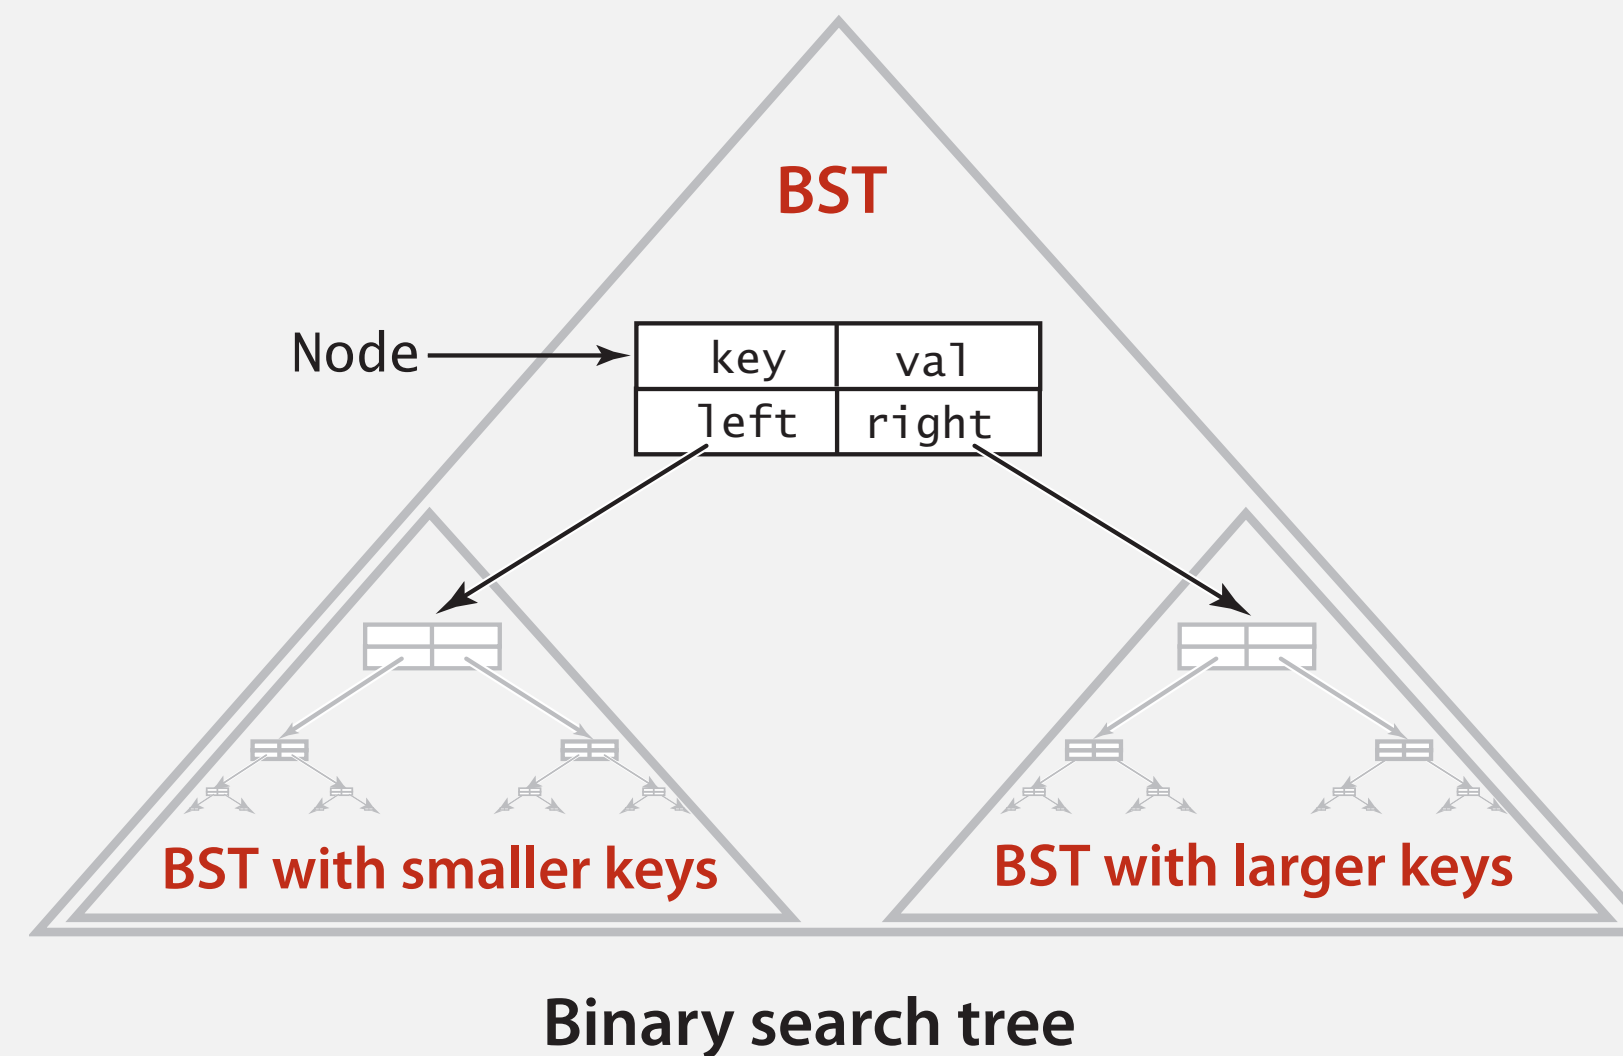 BST
Node
key val
left right
BST with smaller keys
BST with larger keys
Binary search tree